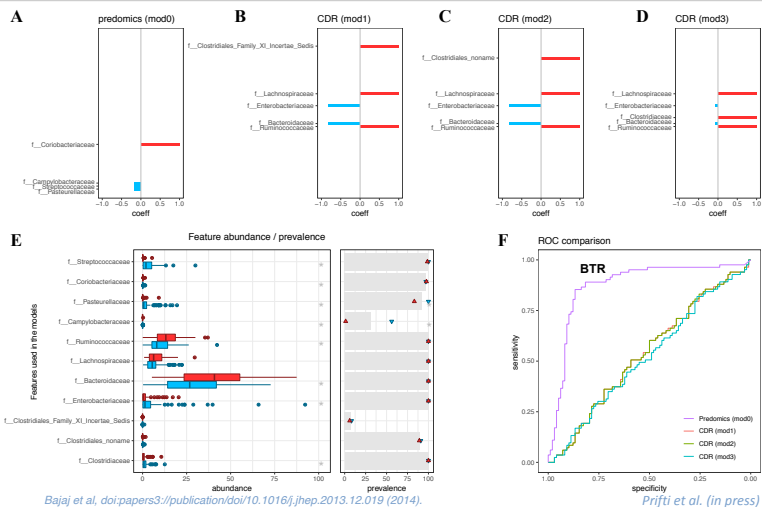 A
predomics (mod0)
f__Coriobacteriaceae
f__Campylobacteraceae
f__Streptococcaceae
f__Pasteurellaceae
−1.0 −0.5 0.0 0.5 1.0
coeff
B
CDR (mod1)
f__Clostridiales_Family_XI_Incertae_Sedis
f__Lachnospiraceae
f__Enterobacteriaceae
f__Bacteroidaceae
f__Ruminococcaceae
−1.0 −0.5 0.0 0.5 1.0
coeff
C
CDR (mod2)
f__Clostridiales_noname
f__Lachnospiraceae
f__Enterobacteriaceae
f__Bacteroidaceae
f__Ruminococcaceae
−1.0 −0.5 0.0 0.5 1.0
coeff
D
CDR (mod3)
f__Lachnospiraceae
f__Enterobacteriaceae
f__Clostridiaceae
f__Bacteroidaceae
f__Ruminococcaceae
−1.0 −0.5 0.0 0.5 1.0
coeff
E
Feature abundance / prevalence
Features used in the models
f__Streptococcaceae
f__Coriobacteriaceae
f__Pasteurellaceae
f__Campylobacteraceae
f__Ruminococcaceae
f__Lachnospiraceae
f__Bacteroidaceae
f__Enterobacteriaceae
f__Clostridiales_Family_XI_Incertae_Sedis
f__Clostridiales_noname
f__Clostridiaceae
0 25 50 75 100
abundance
0 25 50 75 100
prevalence
F
ROC comparison
BTR
sensitivity
1.00
0.75
0.50
0.25
0.00
Predomics (mod0)
CDR (mod1)
CDR (mod2)
CDR (mod3)
1.00 0.75 0.50 0.25 0.00
specificity
Bajaj et al, doi:papers3://publication/doi/10.1016/j.jhep.2013.12.019 (2014).
Prifti et al. (in press)